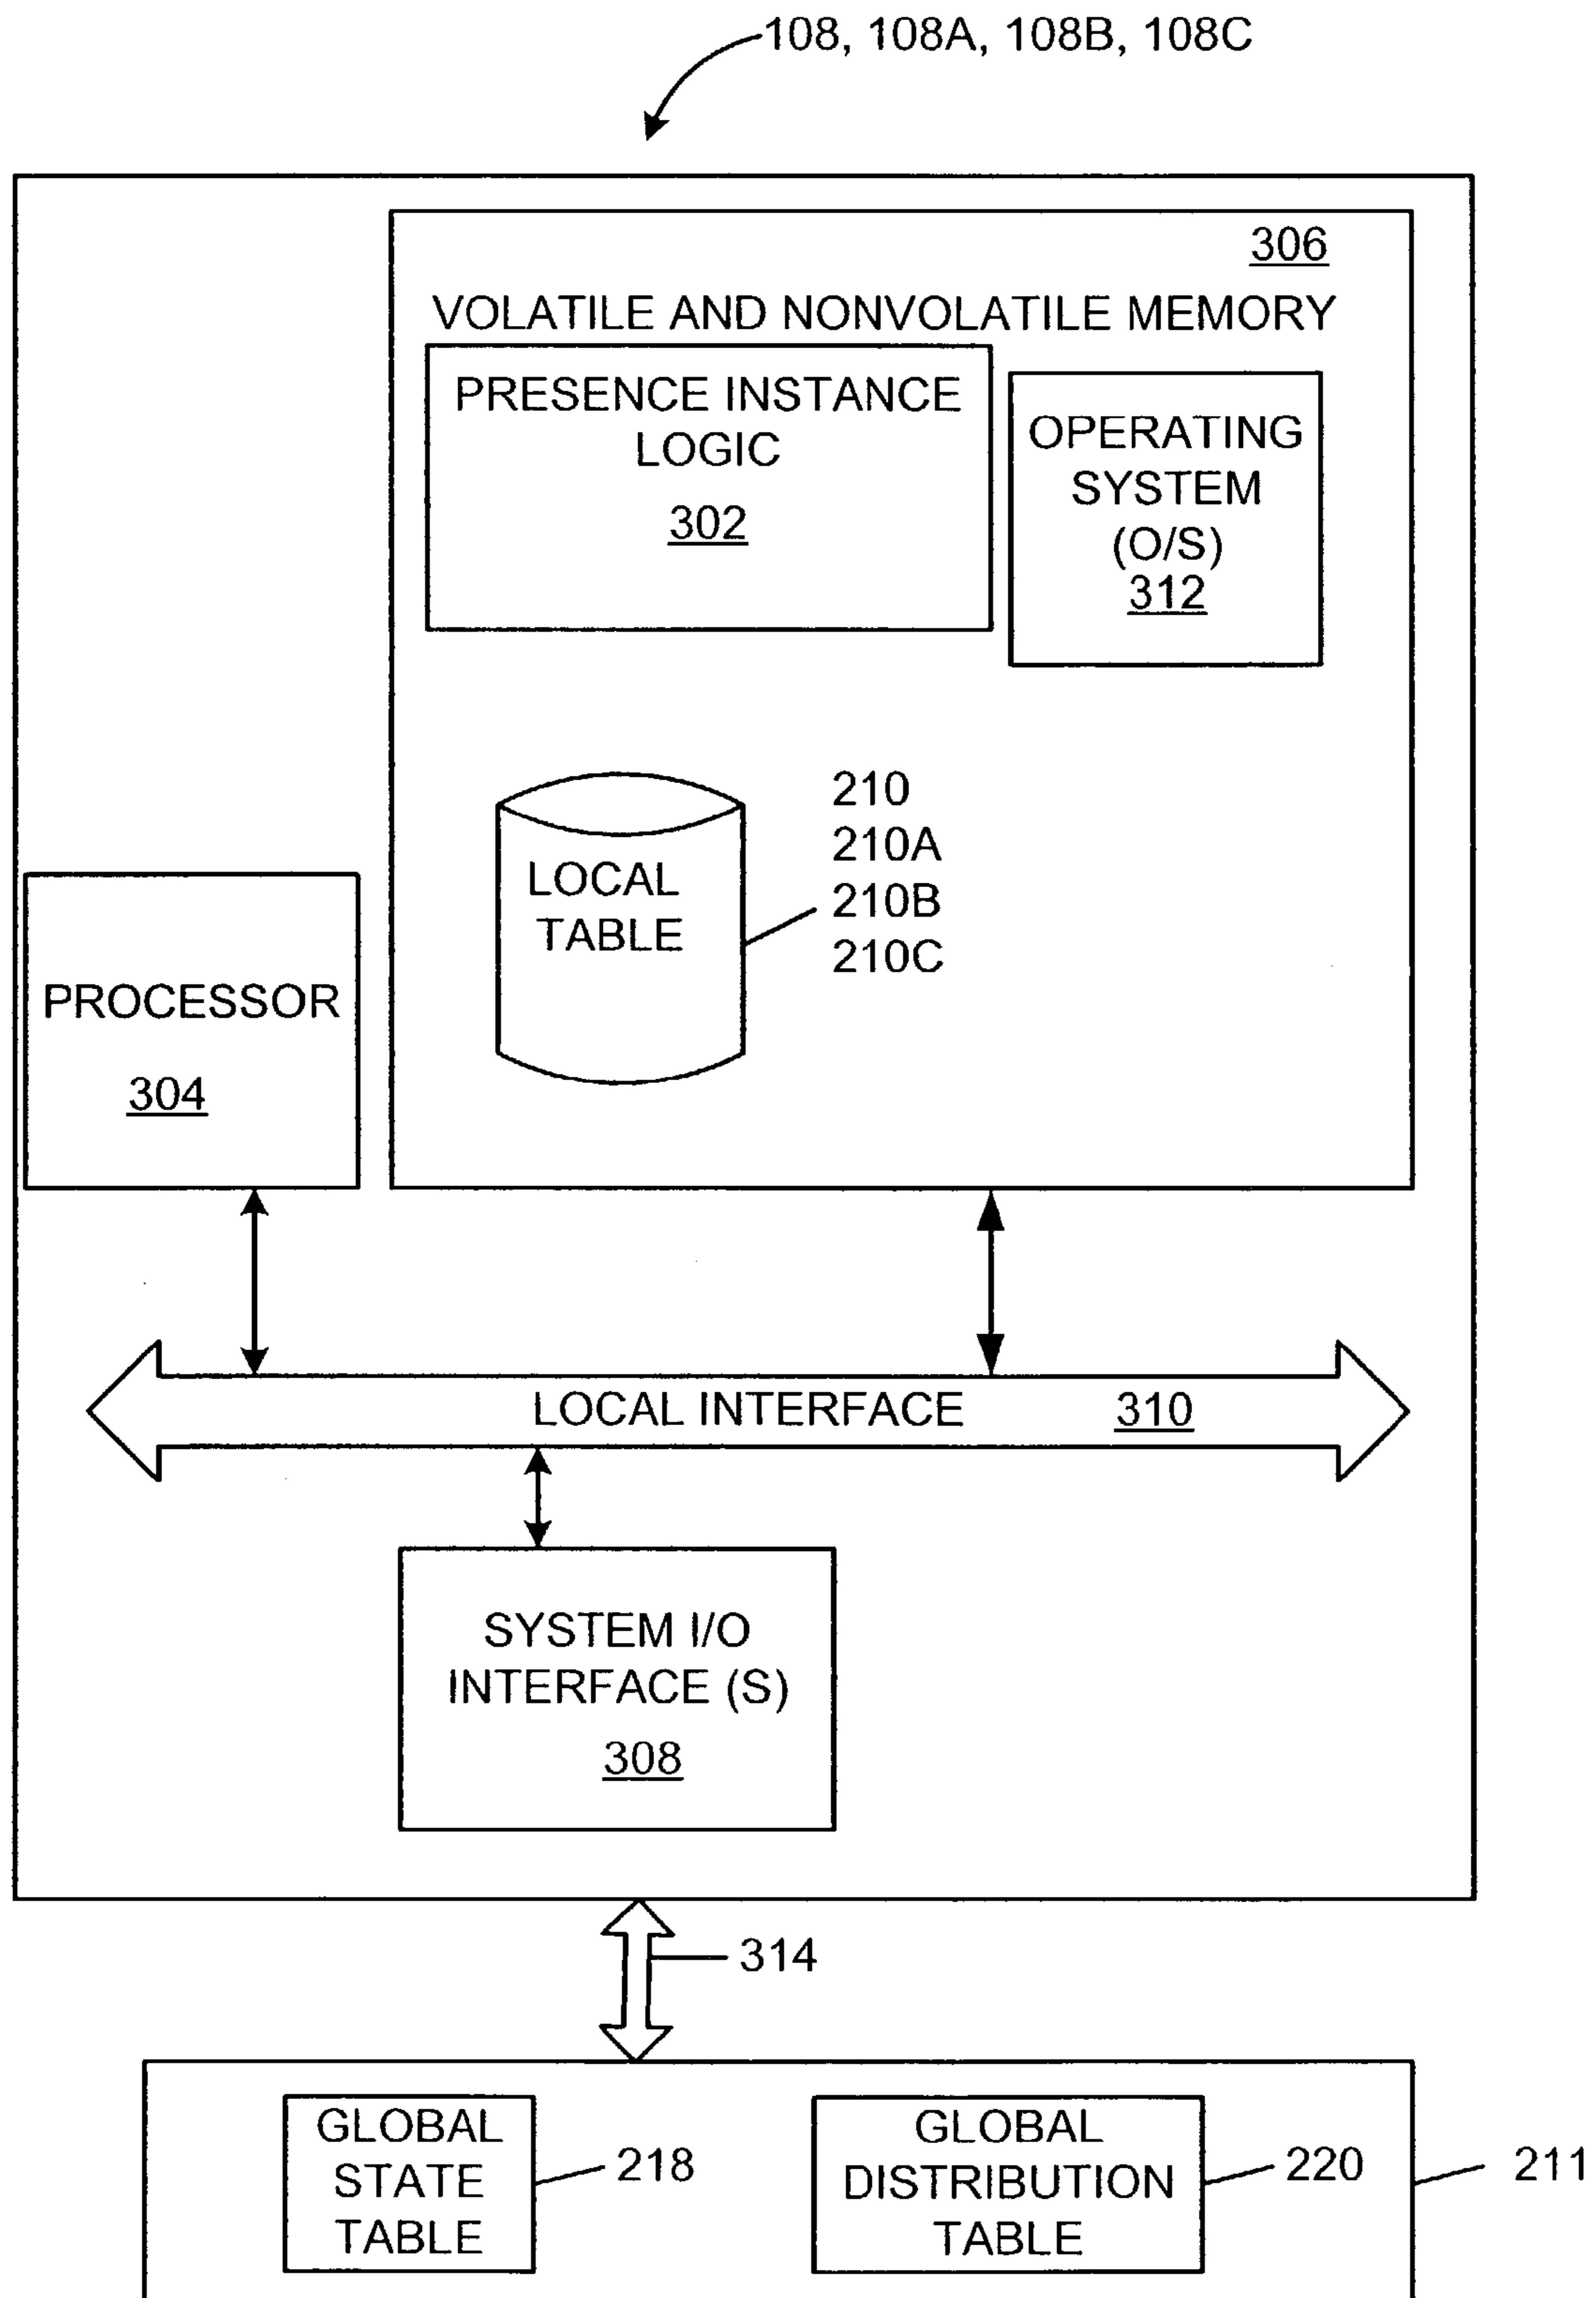 108, 108A, 108B, 108C
306
VOLATILE AND NONVOLATILE MEMORY
PRESENCE INSTANCE
LOGIC
302
OPERATING
SYSTEM
(O/S)
312
210
210A
210B
210C
LOCAL
TABLE
PROCESSOR
304
LOCAL INTERFACE 310
SYSTEM I/O
INTERFACE (S)
308
314
GLOBAL
STATE
TABLE
218
GLOBAL
DISTRIBUTION
TABLE
220
211